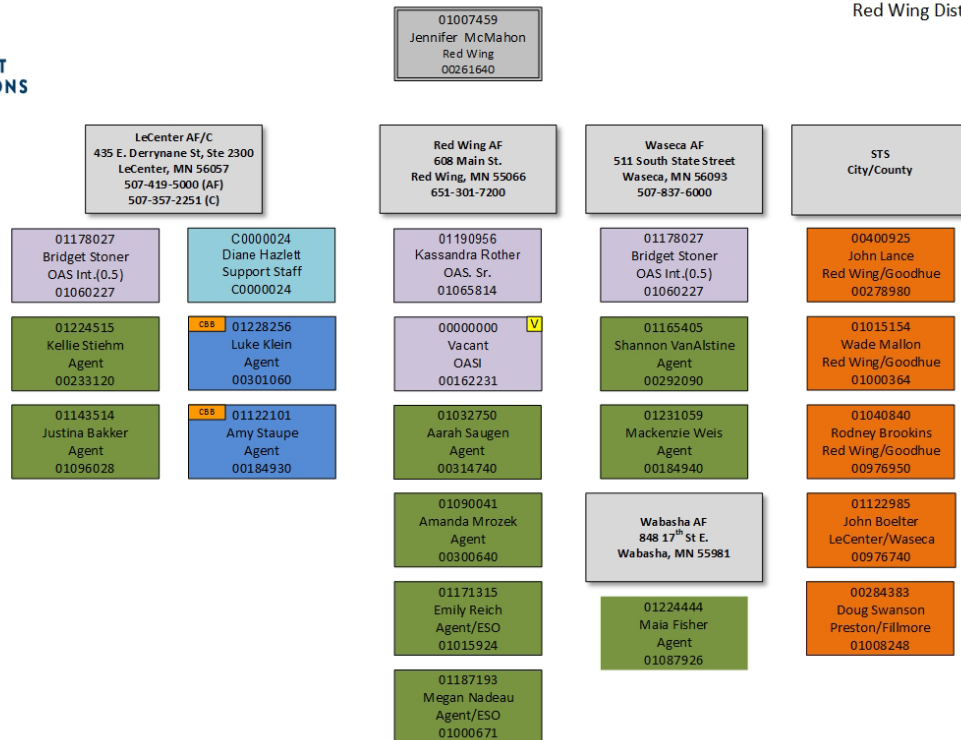 Red Wing Dist
T
ONS
01007459
Jennifer McMahon
Red Wing
00261640
LeCenter AF/C
435 E. Derrynane St, Ste 2300
LeCenter, MN 56057
507-419-5000 (AF)
507-357-2251 (C)
Red Wing AF
608 Main St.
Red Wing, MN 55066
651-301-7200
Waseca AF
511 South State Street
Waseca, MN 56093
507-837-6000
STS
City/County
01178027
Bridget Stoner
OAS Int.(0.5)
01060227
C0000024
Diane Hazlett
Support Staff
C0000024
01190956
Kassandra Rother
OAS. Sr.
01065814
01178027
Bridget Stoner
OAS Int.(0.5)
01060227
00400925
John Lance
Red Wing/Goodhue
00278980
01224515
Kellie Stiehm
Agent
00233120
CBB
01228256
Luke Klein
Agent
00301060
V
00000000
Vacant
OASI
00162231
01165405
Shannon VanAlstine
Agent
00292090
01015154
Wade Mallon
Red Wing/Goodhue
01000364
01143514
Justina Bakker
Agent
01096028
CBB
01122101
Amy Staupe
Agent
00184930
01032750
Aarah Saugen
Agent
00314740
01231059
Mackenzie Weis
Agent
00184940
01040840
Rodney Brookins
Red Wing/Goodhue
00976950
01090041
Amanda Mrozek
Agent
00300640
Wabasha AF
848 17th St E.
Wabasha, MN 55981
01122985
John Boelter
LeCenter/Waseca
00976740
01171315
Emily Reich
Agent/ESO
01015924
01224444
Maia Fisher
Agent
01087926
00284383
Doug Swanson
Preston/Fillmore
01008248
01187193
Megan Nadeau
Agent/ESO
01000671